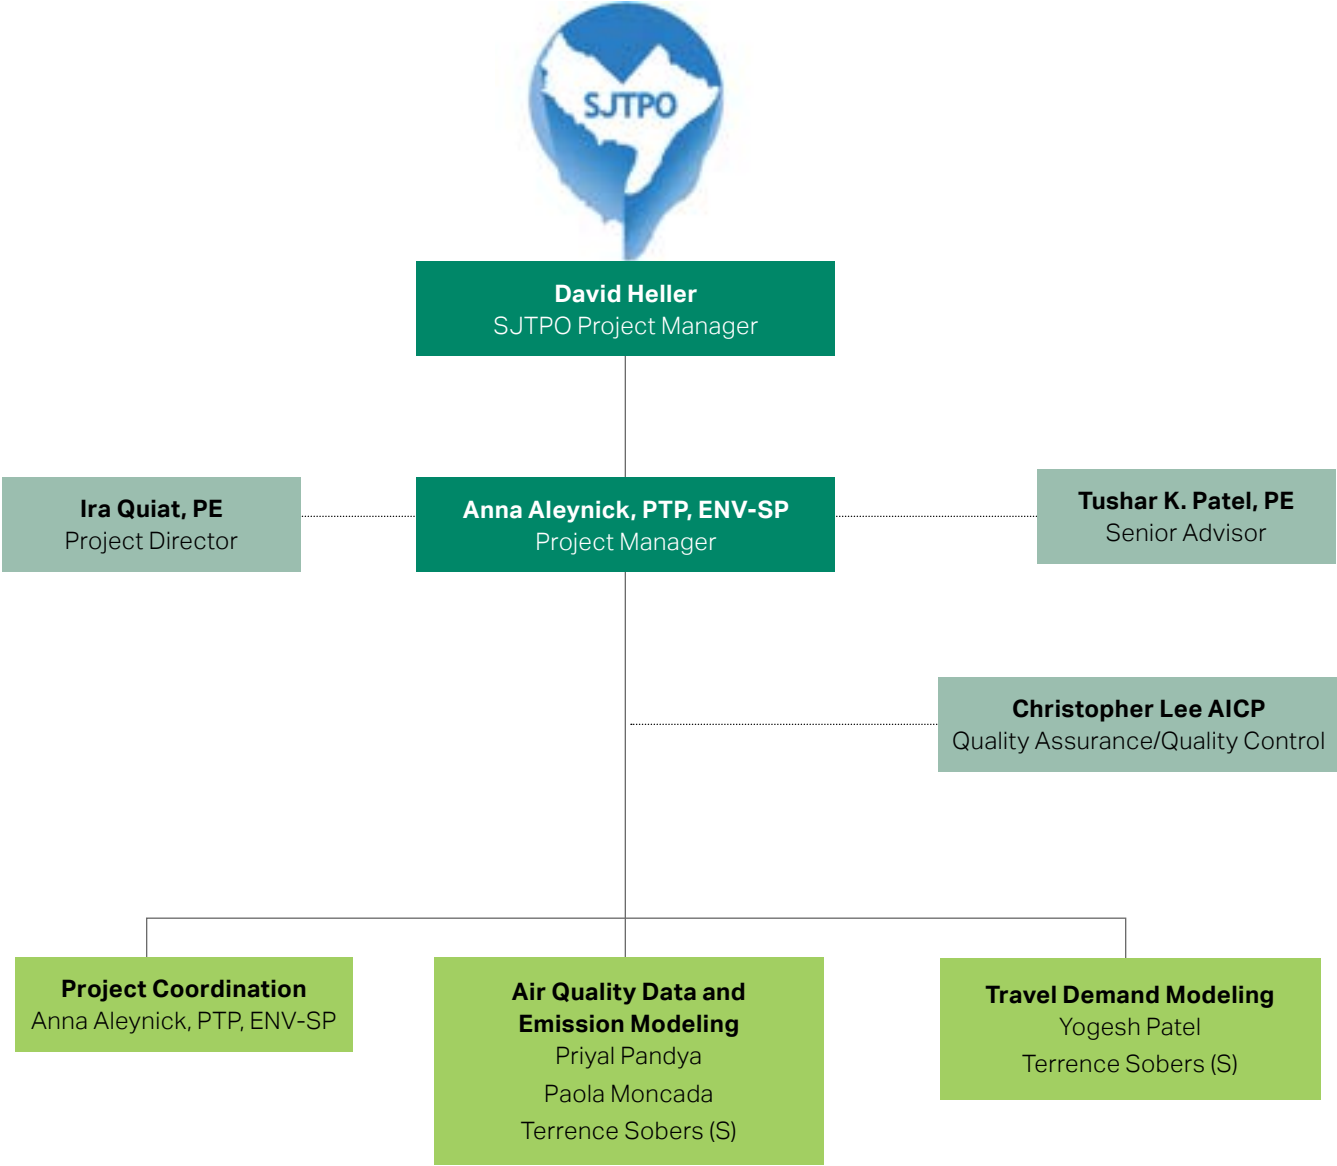 SJTPO
David Heller
SJTPO Project Manager
Ira Quiat, PE
Project Director
Anna Aleynick, PTP, ENV-SP
Project Manager
Tushar K. Patel, PE
Senior Advisor
Christopher Lee AICP
Quality Assurance/Quality Control
Project Coordination
Anna Aleynick, PTP, ENV-SP
Air Quality Data and
Emission Modeling
Priyal Pandya
Paola Moncada
Terrence Sobers (S)
Travel Demand Modeling
Yogesh Patel
Terrence Sobers (S)